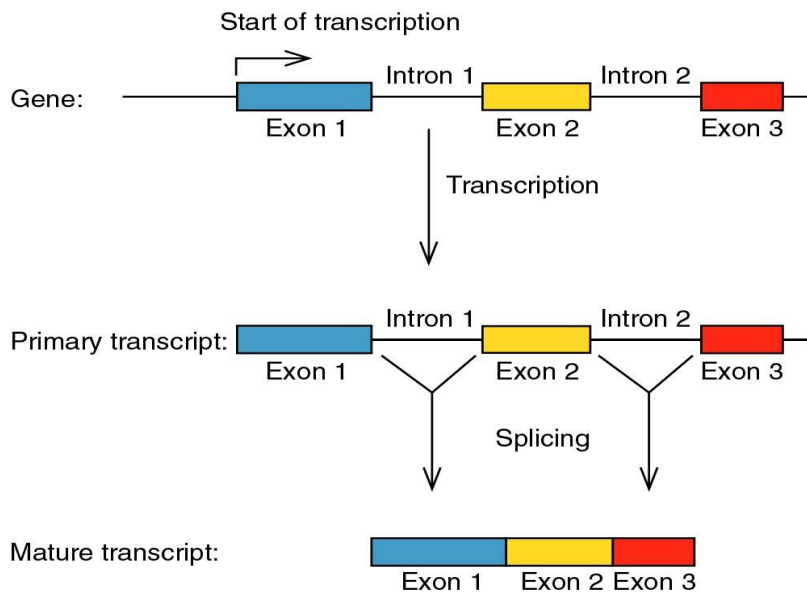 Start of transcription
Gene:
Intron 1
Intron 2
Exon 1
Exon 2
Exon 3
Transcription
Primary transcript:
Intron 1
Intron 2
Exon 1
Exon 2
Exon 3
Splicing
Mature transcript:
Exon 1
Exon 2
Exon 3